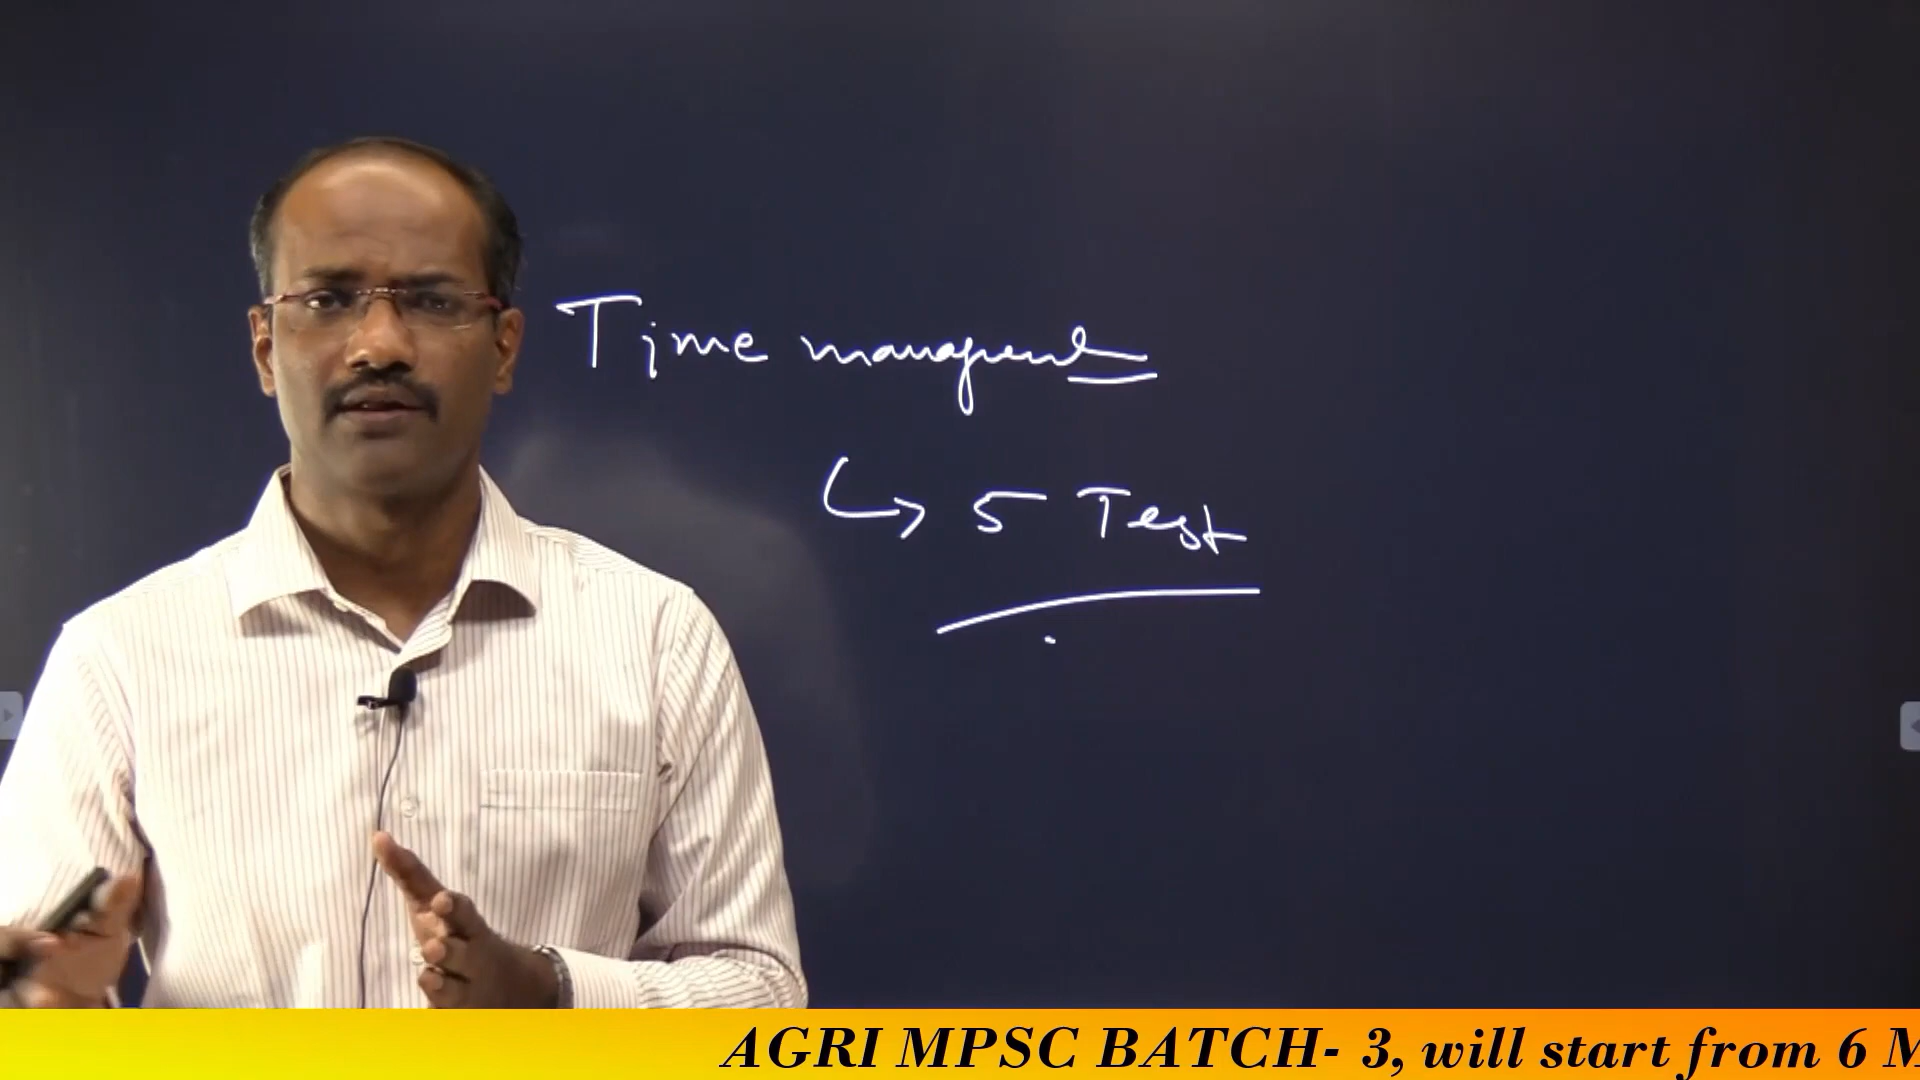 Time management
↳ 5 Test
AGRI MPSC BATCH- 3, will start from 6 M